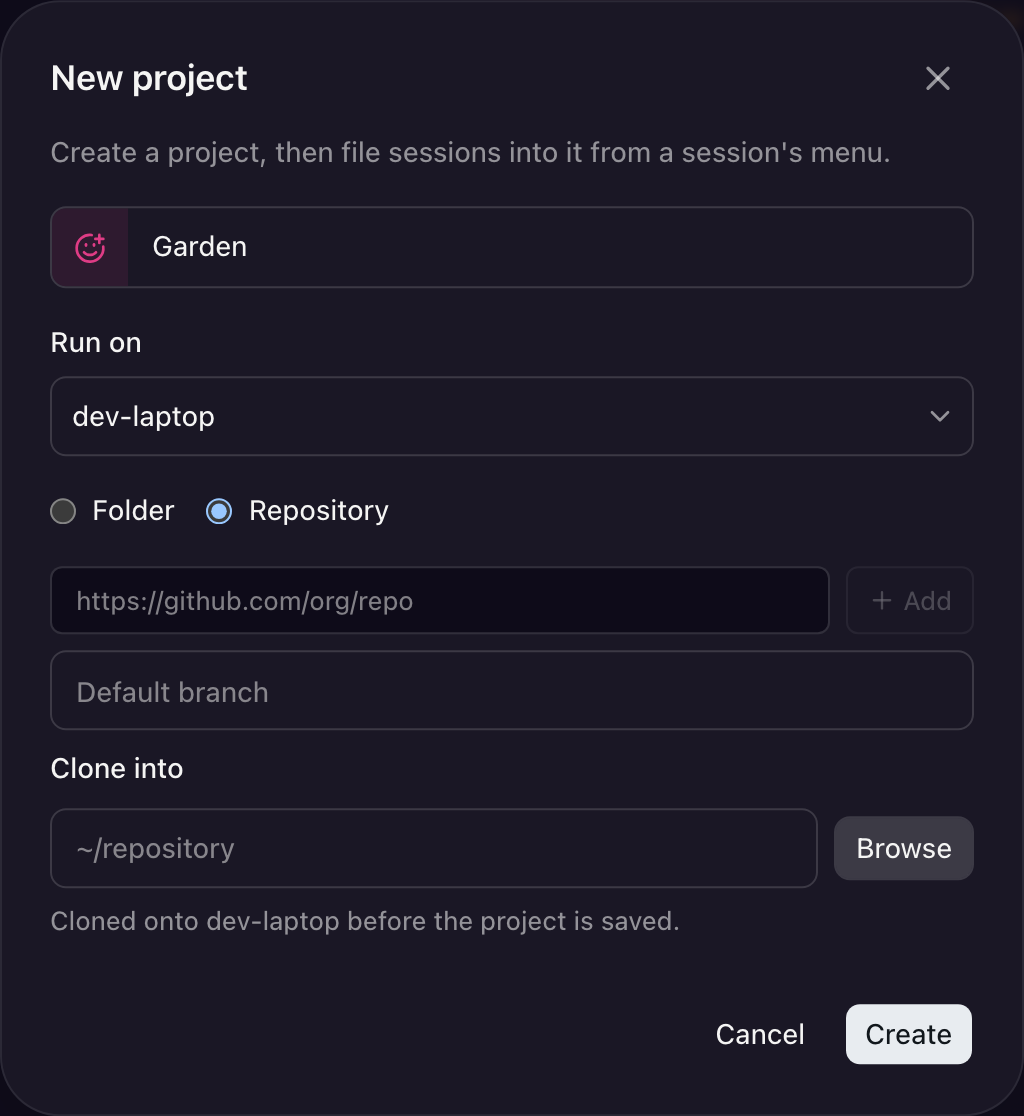 New project
Create a project, then file sessions into it from a session's menu.
Garden
Run on
dev-laptop
Folder Repository
https://github.com/org/repo + Add
Default branch
Clone into
~/repository Browse
Cloned onto dev-laptop before the project is saved.
Cancel Create